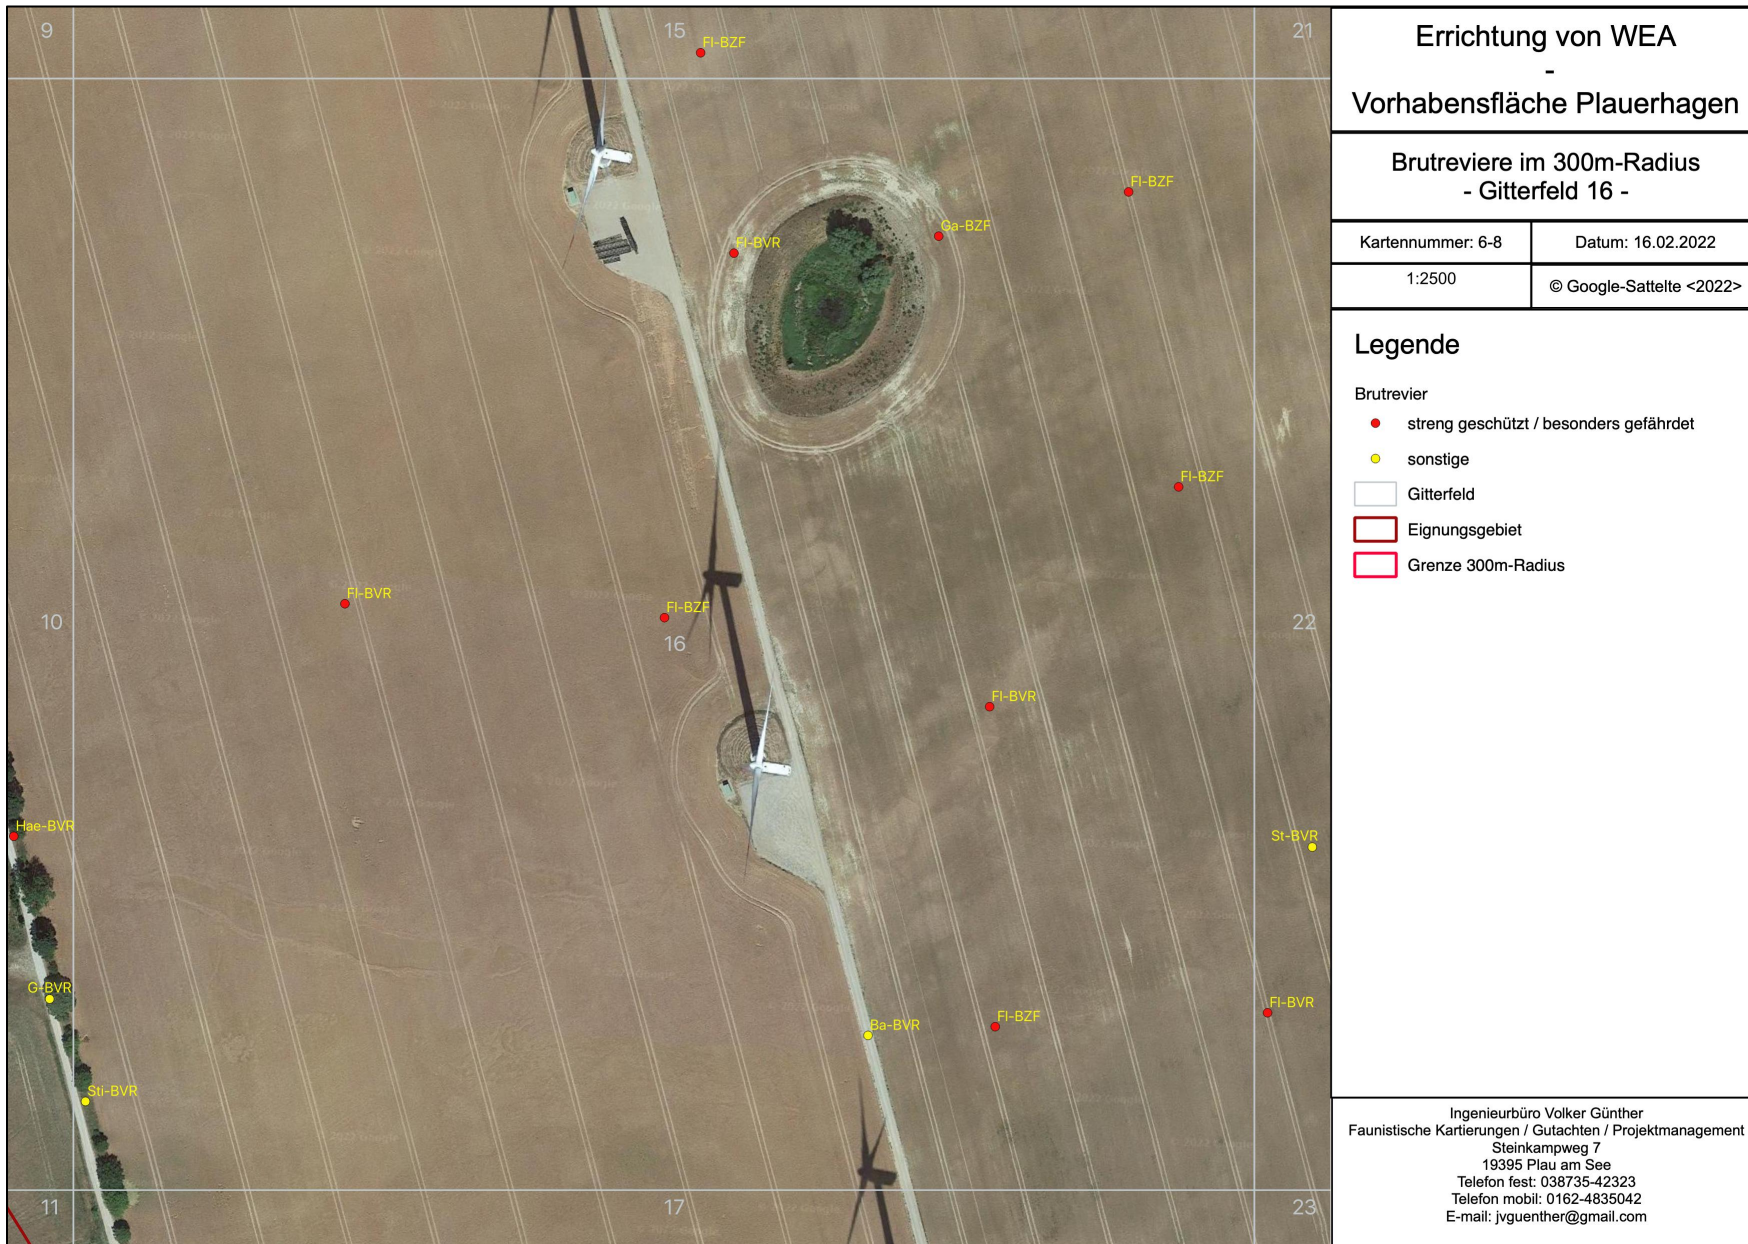 9
15
21
Fl-BZF
Fl-BZF
Ga-BZF
Fl-BVR
Fl-BZF
Fl-BVR
Fl-BZF
10
16
22
Fl-BVR
Hae-BVR
St-BVR
G-BVR
Fl-BVR
Fl-BZF
Ba-BVR
Sti-BVR
11
17
23
Errichtung von WEA
-
Vorhabensfläche Plauerhagen
Brutreviere im 300m-Radius
- Gitterfeld 16 -
Kartennummer: 6-8
Datum: 16.02.2022
1:2500
© Google-Sattelte <2022>
Legende
Brutrevier
streng geschützt / besonders gefährdet
sonstige
Gitterfeld
Eignungsgebiet
Grenze 300m-Radius
Ingenieurbüro Volker Günther
Faunistische Kartierungen / Gutachten / Projektmanagement
Steinkampweg 7
19395 Plau am See
Telefon fest: 038735-42323
Telefon mobil: 0162-4835042
E-mail: jvguenther@gmail.com